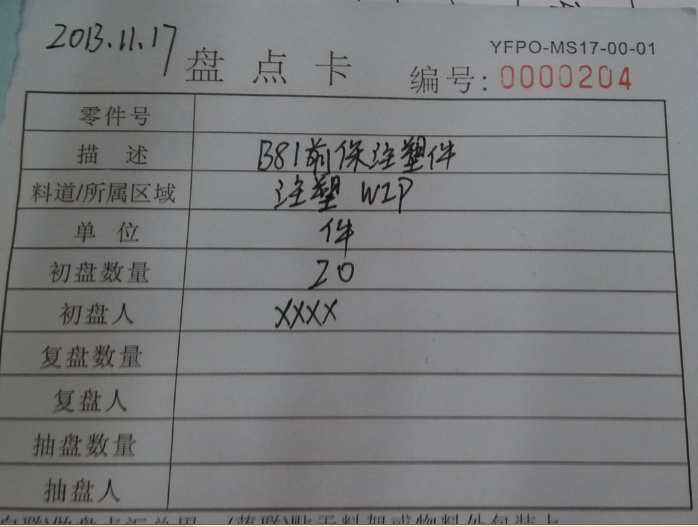 2013.11.17
YFPO-MS17-00-01
盘点卡 编号: 0000204
零件号
描述 B81前保注塑件
料道/所属区域 注塑 WIP
单位 件
初盘数量 20
初盘人 XXXX
复盘数量
复盘人
抽盘数量
抽盘人